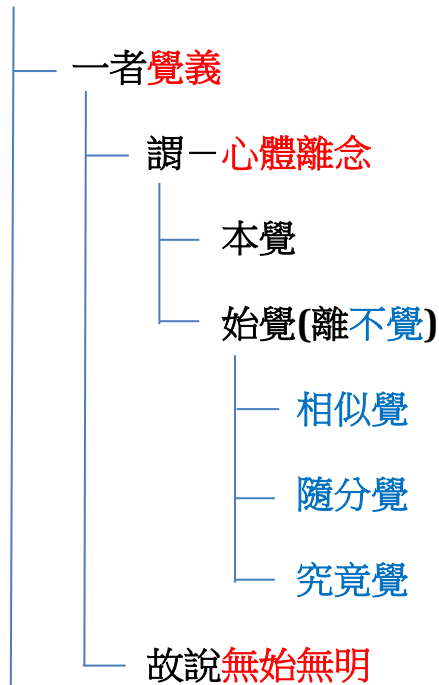 一者覺義
謂－心體離念
本覺
始覺(離不覺)
相似覺
隨分覺
究竟覺
故說無始無明